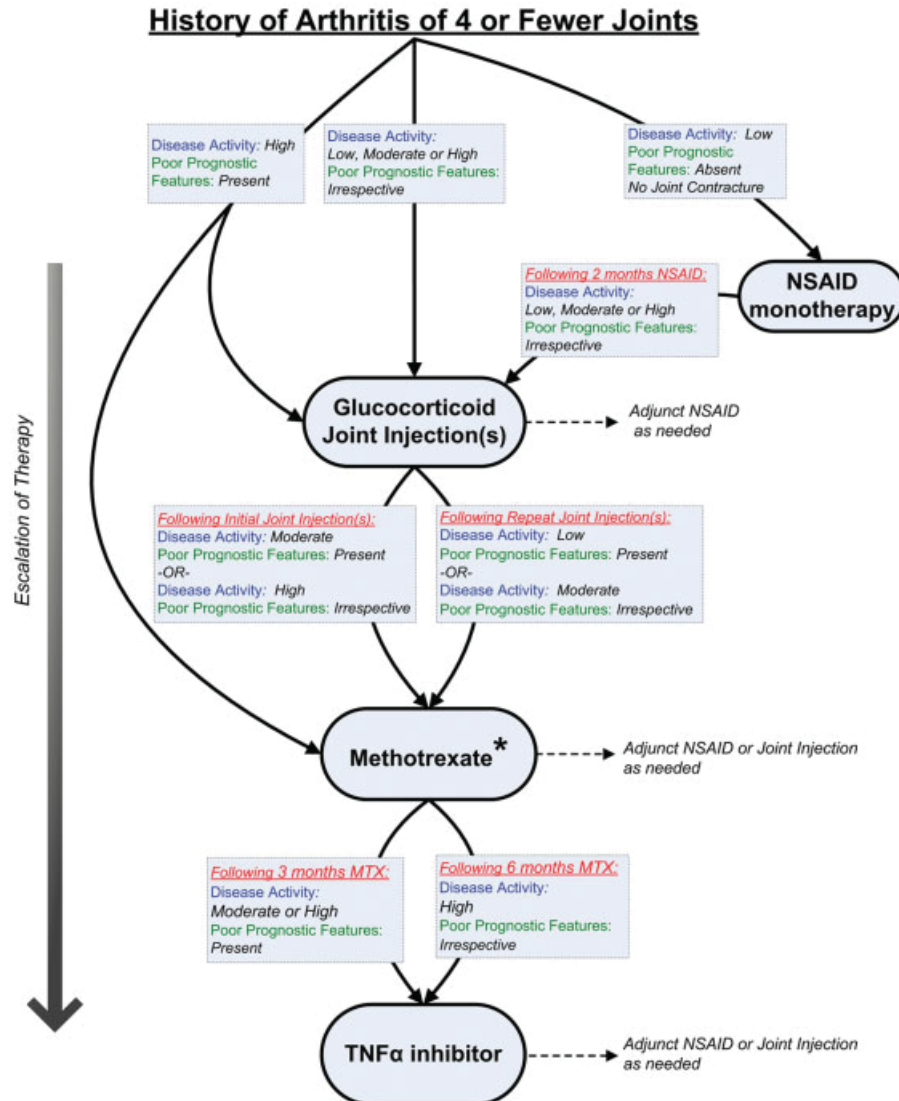 History of Arthritis of 4 or Fewer Joints
Disease Activity: High
Poor Prognostic
Features: Present
Disease Activity:
Low, Moderate or High
Poor Prognostic Features:
Irrespective
Disease Activity: Low
Poor Prognostic
Features: Absent
No Joint Contracture
NSAID
monotherapy
Following 2 months NSAID:
Disease Activity:
Low, Moderate or High
Poor Prognostic Features:
Irrespective
Escalation of Therapy
Glucocorticoid
Joint Injection(s)
Adjunct NSAID
as needed
Following Initial Joint Injection(s):
Disease Activity: Moderate
Poor Prognostic Features: Present
-OR-
Disease Activity: High
Poor Prognostic Features: Irrespective
Following Repeat Joint Injection(s):
Disease Activity: Low
Poor Prognostic Features: Present
-OR-
Disease Activity: Moderate
Poor Prognostic Features: Irrespective
Methotrexate*
Adjunct NSAID or Joint Injection
as needed
Following 3 months MTX:
Disease Activity:
Moderate or High
Poor Prognostic Features:
Present
Following 6 months MTX:
Disease Activity:
High
Poor Prognostic Features:
Irrespective
TNFα inhibitor
Adjunct NSAID or Joint Injection
as needed